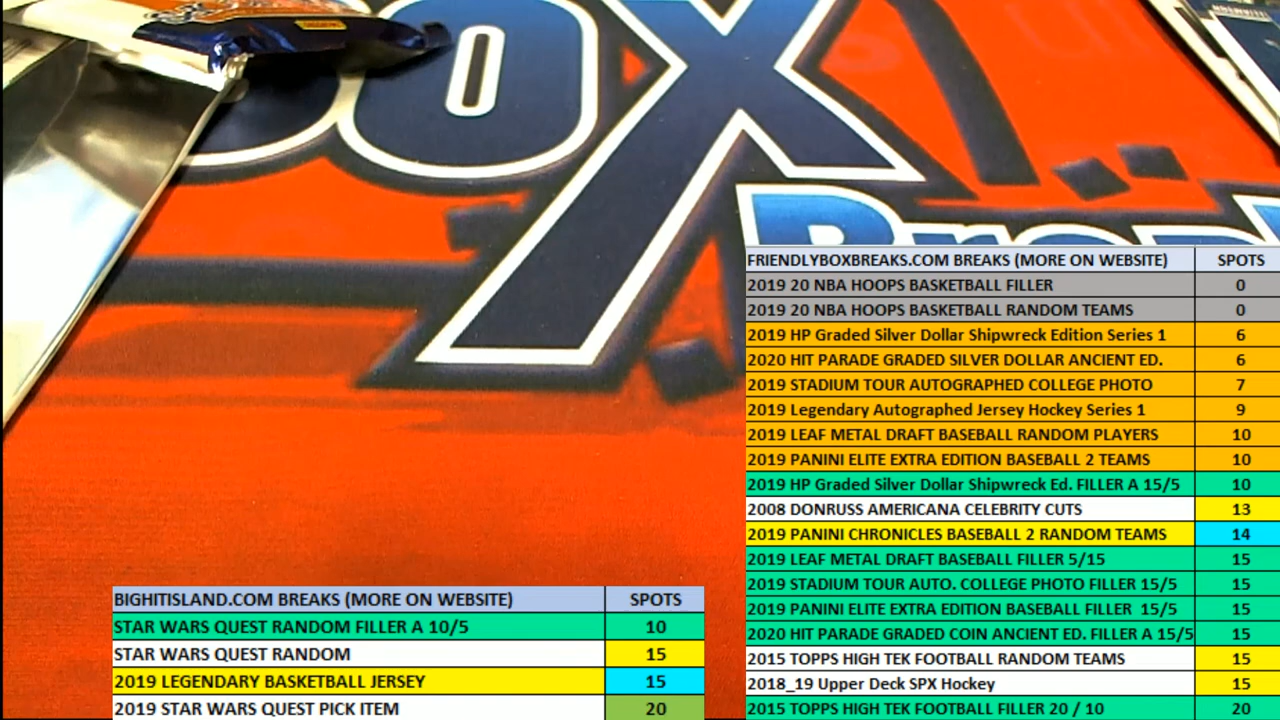 BOX
FRIENDLYBOXBREAKS.COM BREAKS (MORE ON WEBSITE) SPOTS
2019 20 NBA HOOPS BASKETBALL FILLER 0
2019 20 NBA HOOPS BASKETBALL RANDOM TEAMS 0
2019 HP Graded Silver Dollar Shipwreck Edition Series 1 6
2020 HIT PARADE GRADED SILVER DOLLAR ANCIENT ED. 6
2019 STADIUM TOUR AUTOGRAPHED COLLEGE PHOTO 7
2019 Legendary Autographed Jersey Hockey Series 1 9
2019 LEAF METAL DRAFT BASEBALL RANDOM PLAYERS 10
2019 PANINI ELITE EXTRA EDITION BASEBALL 2 TEAMS 10
2019 HP Graded Silver Dollar Shipwreck Ed. FILLER A 15/5 10
2008 DONRUSS AMERICANA CELEBRITY CUTS 13
2019 PANINI CHRONICLES BASEBALL 2 RANDOM TEAMS 14
2019 LEAF METAL DRAFT BASEBALL FILLER 5/15 15
2019 STADIUM TOUR AUTO. COLLEGE PHOTO FILLER 15/5 15
2019 PANINI ELITE EXTRA EDITION BASEBALL FILLER 15/5 15
2020 HIT PARADE GRADED COIN ANCIENT ED. FILLER A 15/5 15
2015 TOPPS HIGH TEK FOOTBALL RANDOM TEAMS 15
2018_19 Upper Deck SPX Hockey 15
2015 TOPPS HIGH TEK FOOTBALL FILLER 20 / 10 20
BIGHITISLAND.COM BREAKS (MORE ON WEBSITE) SPOTS
STAR WARS QUEST RANDOM FILLER A 10/5 10
STAR WARS QUEST RANDOM 15
2019 LEGENDARY BASKETBALL JERSEY 15
2019 STAR WARS QUEST PICK ITEM 20